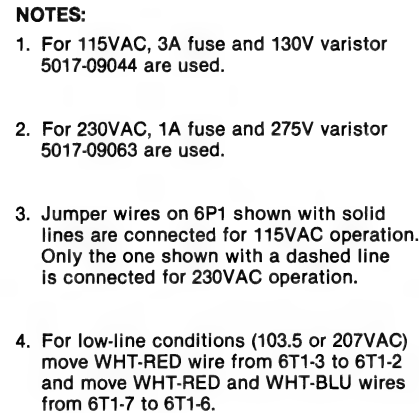 NOTES:
1. For 115VAC, 3A fuse and 130V varistor
5017-09044 are used.
2. For 230VAC, 1A fuse and 275V varistor
5017-09063 are used.
3. Jumper wires on 6P1 shown with solid
lines are connected for 115VAC operation.
Only the one shown with a dashed line
is connected for 230VAC operation.
4. For low-line conditions (103.5 or 207VAC)
move WHT-RED wire from 6T1-3 to 6T1-2
and move WHT-RED and WHT-BLU wires
from 6T1-7 to 6T1-6.